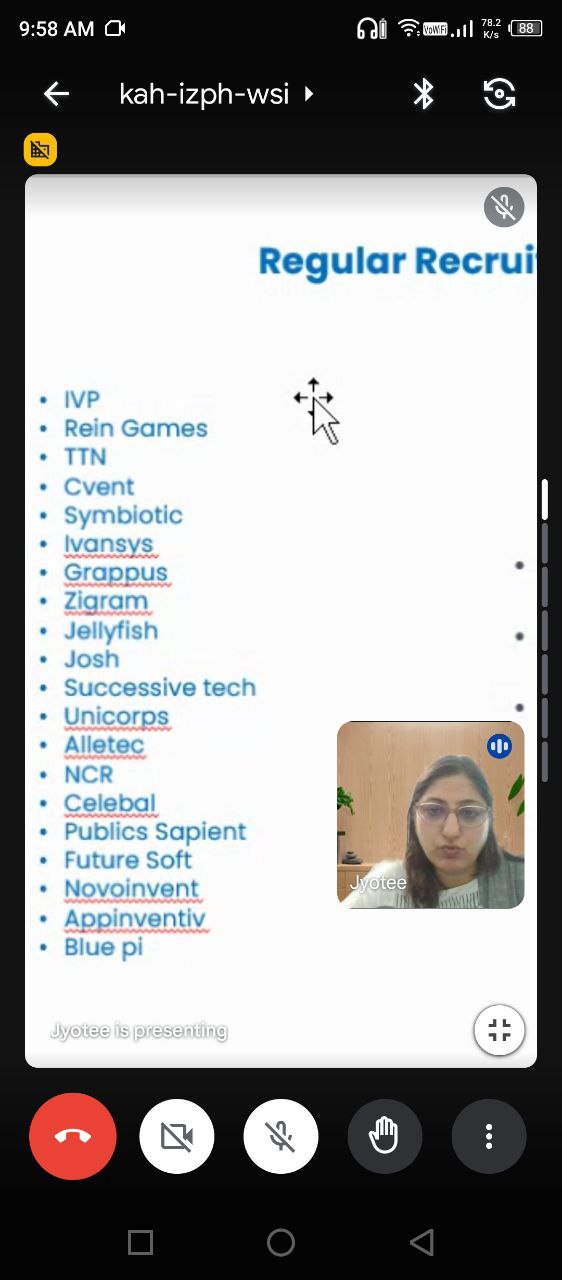 9:58 AM
VoWiFi
78.2
K/s
88
kah-izph-wsi
Regular Recrui
IVP
Rein Games
TTN
Cvent
Symbiotic
Ivansys
Grappus
Zigram
Jellyfish
Josh
Successive tech
Unicorps
Alletec
NCR
Celebal
Publics Sapient
Future Soft
Novoinvent
Appinventiv
Blue pi
Jyotee
Jyotee is presenting